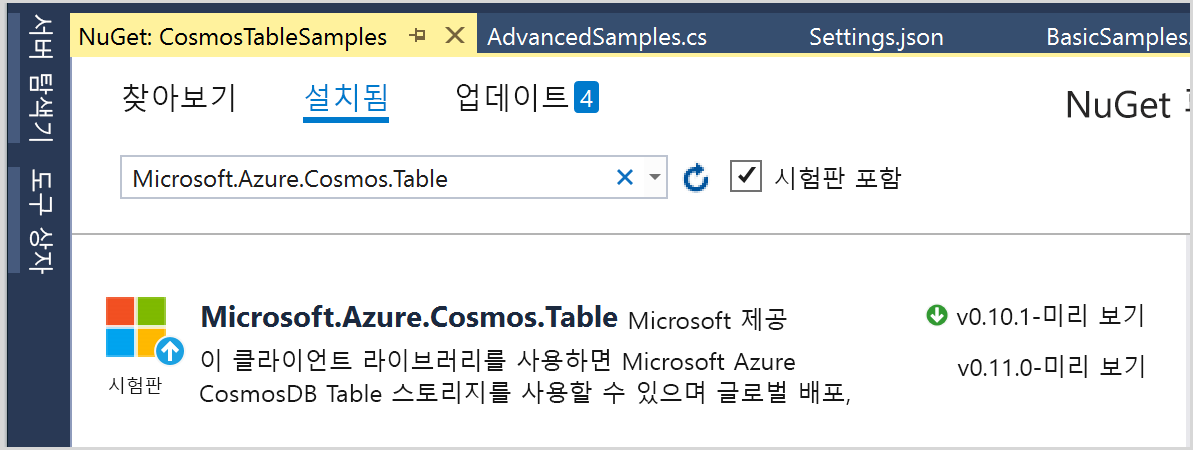 서버 탐색기
도구 상자
NuGet: CosmosTableSamples
AdvancedSamples.cs
Settings.json
BasicSamples.
찾아보기
설치됨
업데이트 4
NuGet
Microsoft.Azure.Cosmos.Table
시험판 포함
Microsoft.Azure.Cosmos.Table Microsoft 제공
v0.10.1-미리 보기
이 클라이언트 라이브러리를 사용하면 Microsoft Azure
v0.11.0-미리 보기
시험판
CosmosDB Table 스토리지를 사용할 수 있으며 글로벌 배포,